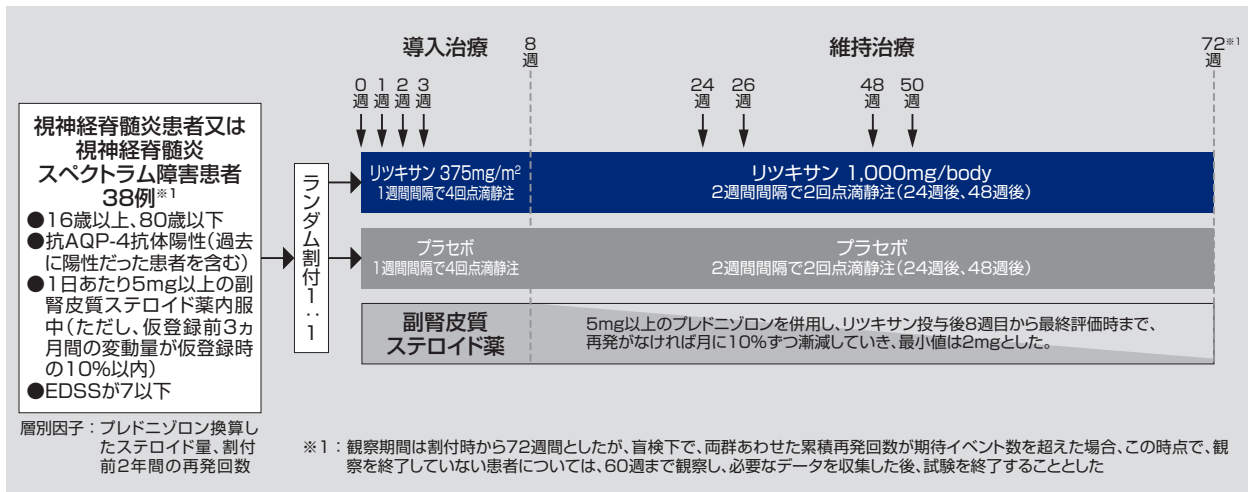 導入治療
8週
維持治療
72※1週
0週
1週
2週
3週
24週
26週
48週
50週
視神経脊髄炎患者又は
視神経脊髄炎
スペクトラム障害患者
38例※1
●16歳以上、80歳以下
●抗AQP-4抗体陽性(過去
に陽性だった患者を含む)
●1日あたり5mg以上の副
腎皮質ステロイド薬内服
中(ただし、仮登録前3ヵ
月間の変動量が仮登録時
の10%以内)
●EDSSが7以下
ランダム割付1:1
リツキサン 375mg/m²
1週間間隔で4回点滴静注
リツキサン 1,000mg/body
2週間間隔で2回点滴静注(24週後、48週後)
プラセボ
1週間間隔で4回点滴静注
プラセボ
2週間間隔で2回点滴静注(24週後、48週後)
副腎皮質
ステロイド薬
5mg以上のプレドニゾロンを併用し、リツキサン投与後8週目から最終評価時まで、
再発がなければ月に10%ずつ漸減していき、最小値は2mgとした。
層別因子:プレドニゾロン換算し
たステロイド量、割付
前2年間の再発回数
※1:観察期間は割付時から72週間としたが、盲検下で、両群あわせた累積再発回数が期待イベント数を超えた場合、この時点で、観
察を終了していない患者については、60週まで観察し、必要なデータを収集した後、試験を終了することとした